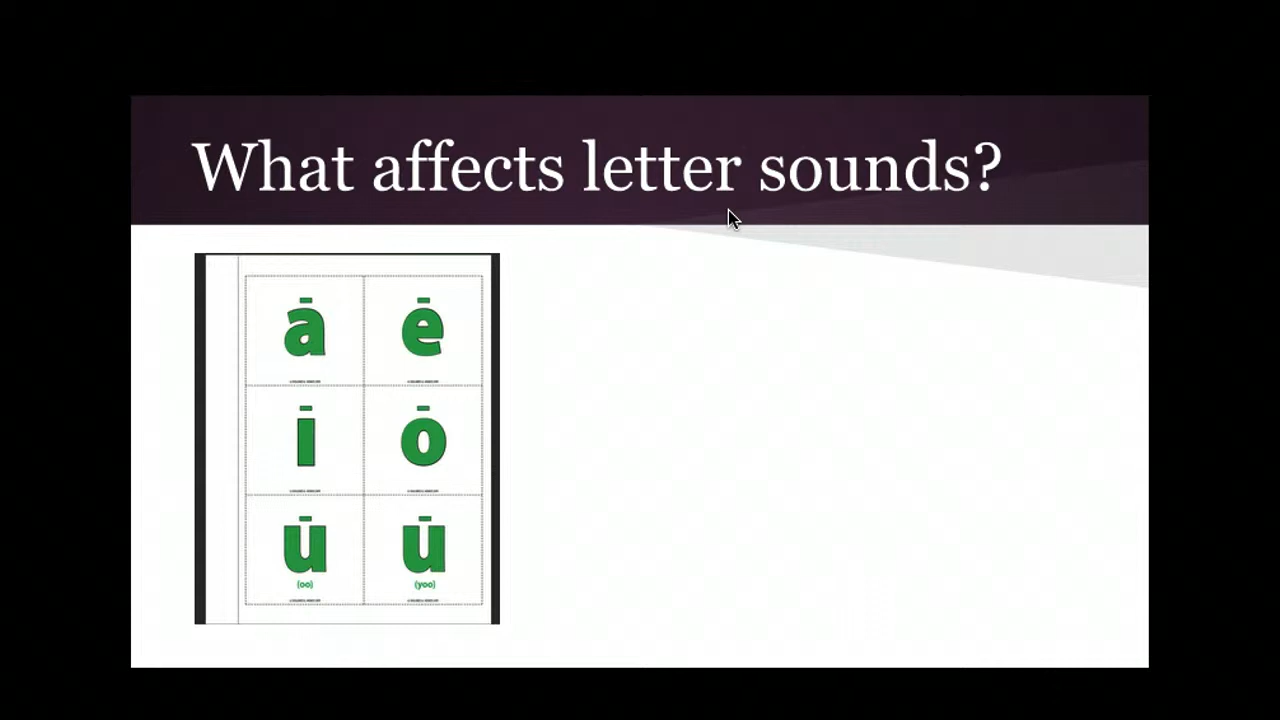 What affects letter sounds?
ā ē
ī ō
ū ū
(oo) (yoo)